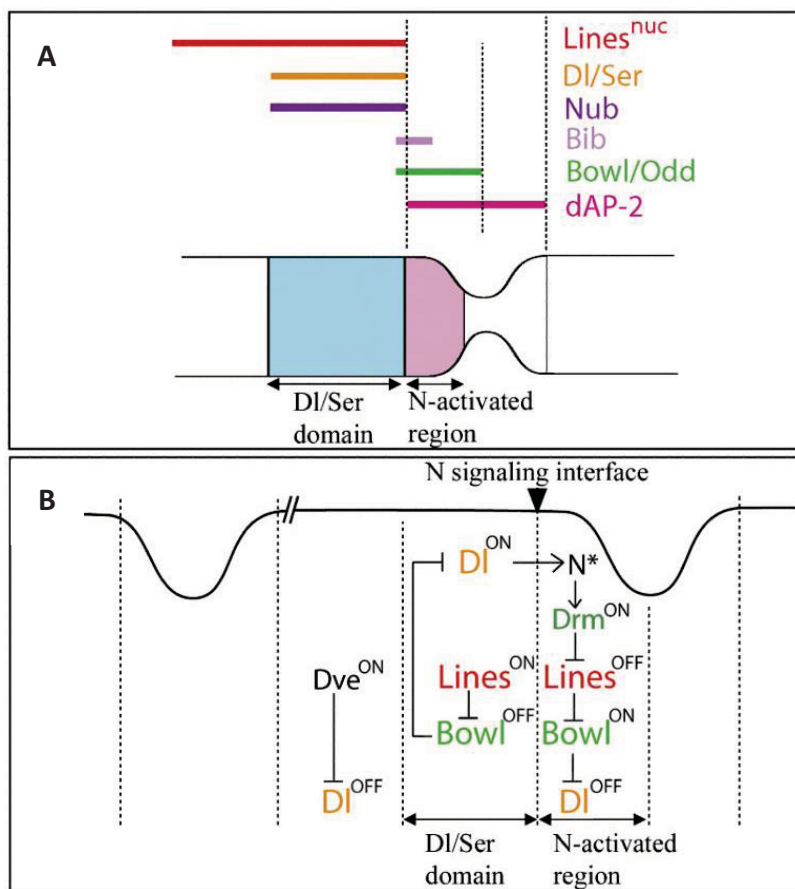 A
Lines^nuc
Dl/Ser
Nub
Bib
Bowl/Odd
dAP-2
Dl/Ser
domain
N-activated
region
B
N signaling interface
Dl^ON
N*
Drm^ON
Dve^ON
Lines^ON
Lines^OFF
Bowl^OFF
Bowl^ON
Dl^OFF
Dl^OFF
Dl/Ser
domain
N-activated
region